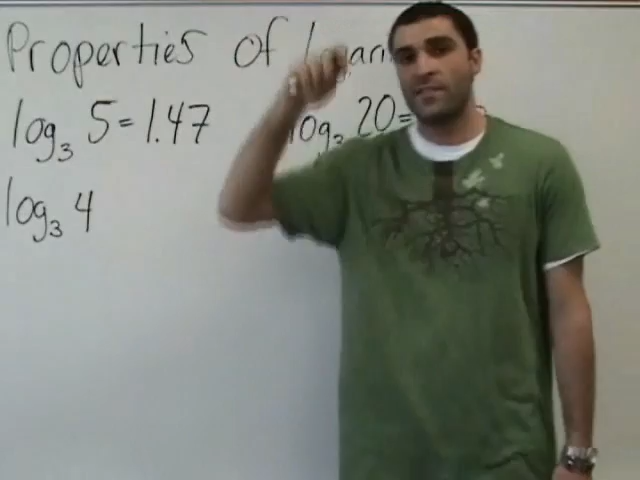 Properties of
log₃ 5 = 1.47 log₃ 20 =
log₃ 4